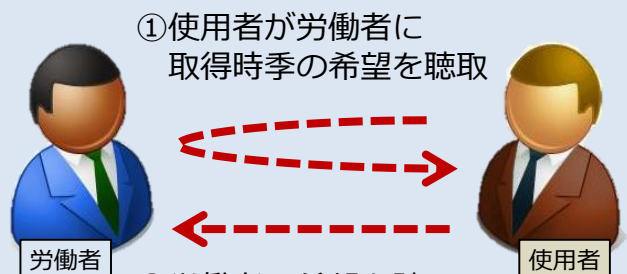 ①使用者が労働者に
取得時季の希望を聴取
労働者
使用者